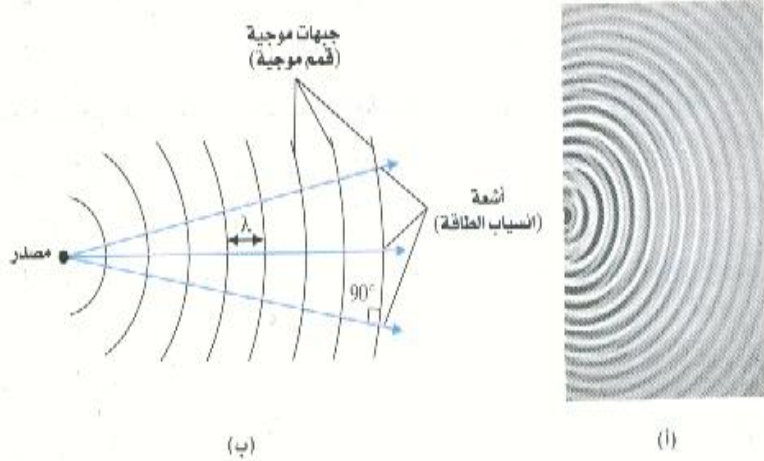 جبهات موجية
(قمم موجية)
أشعة
(انسياب الطاقة)
λ
مصدر
90°
(أ)
(ب)